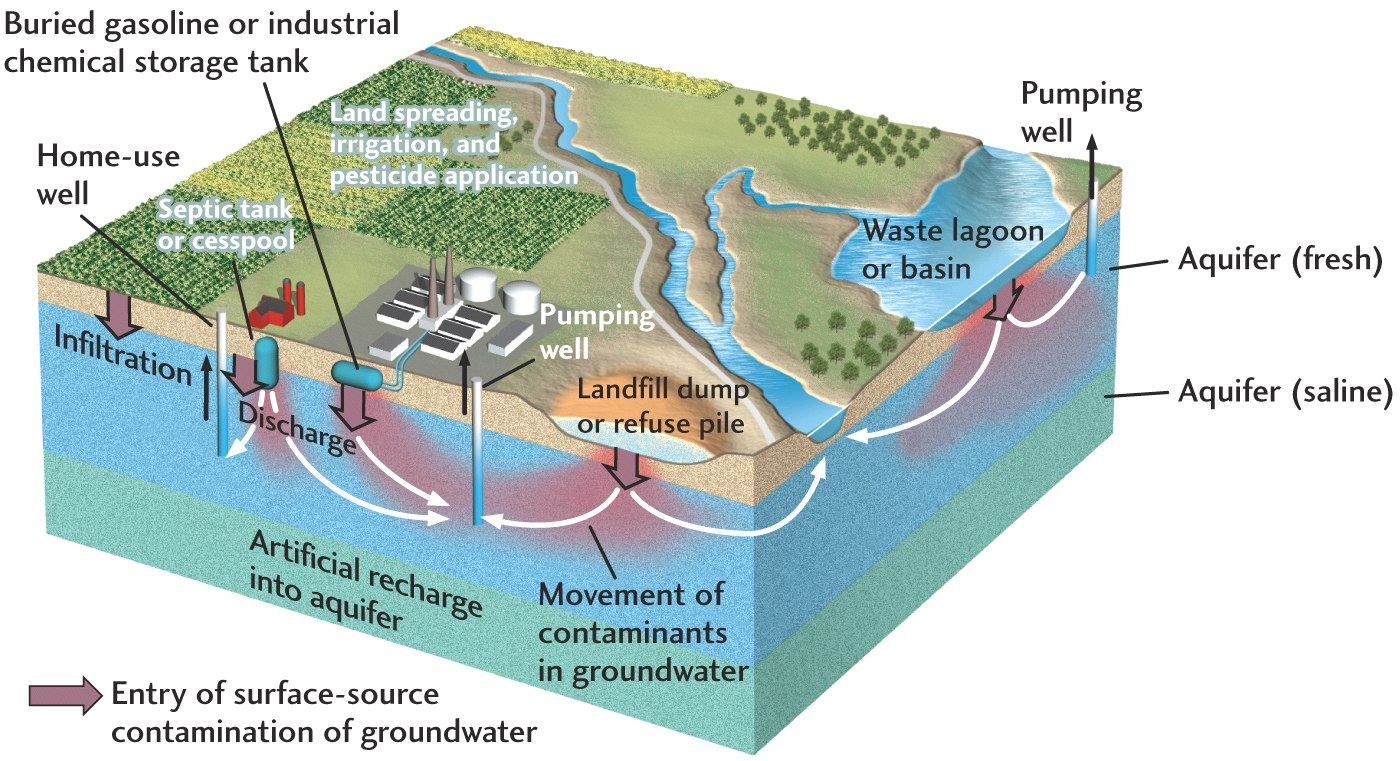 Buried gasoline or industrial
chemical storage tank
Land spreading,
irrigation, and
pesticide application
Pumping
well
Home-use
well
Septic tank
or cesspool
Waste lagoon
or basin
Aquifer (fresh)
Infiltration
Pumping
well
Landfill dump
or refuse pile
Aquifer (saline)
Discharge
Artificial recharge
into aquifer
Movement of
contaminants
in groundwater
Entry of surface-source
contamination of groundwater